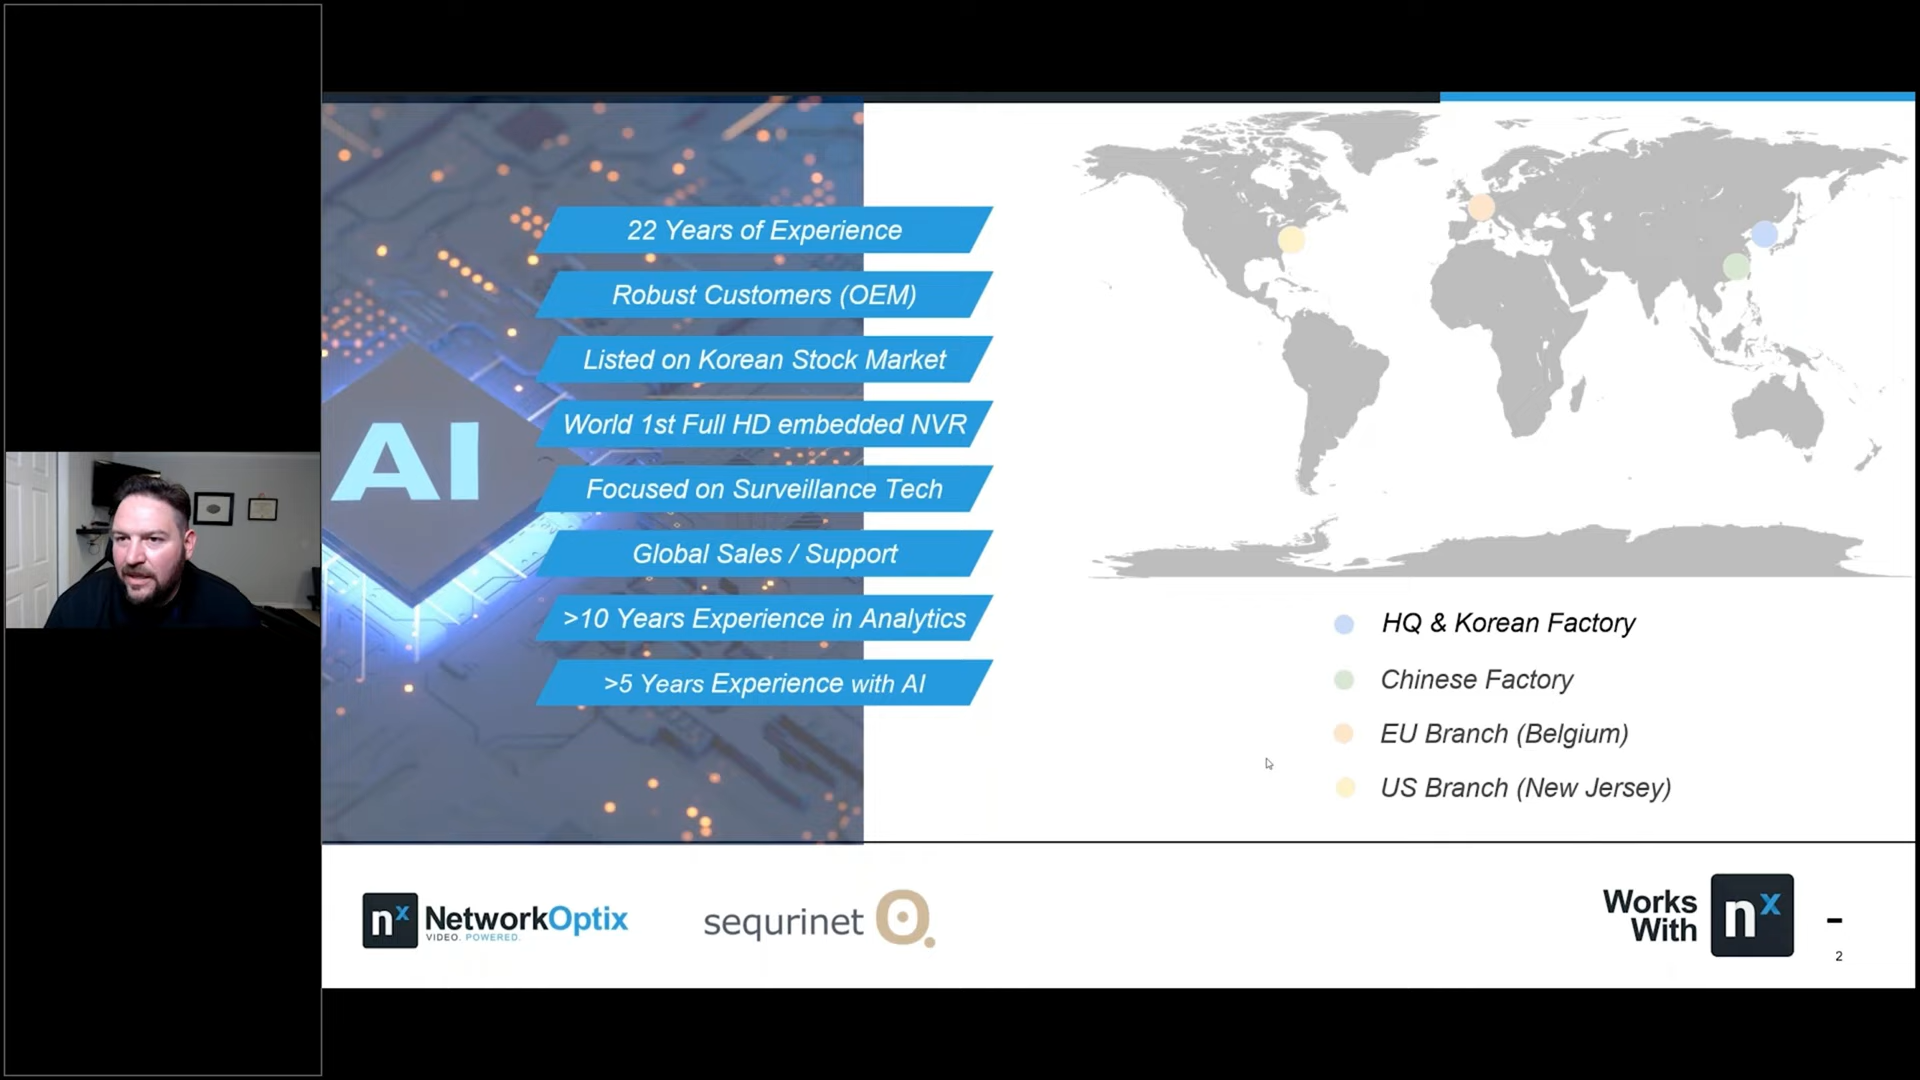 AI
22 Years of Experience
Robust Customers (OEM)
Listed on Korean Stock Market
World 1st Full HD embedded NVR
Focused on Surveillance Tech
Global Sales / Support
>10 Years Experience in Analytics
>5 Years Experience with AI
HQ & Korean Factory
Chinese Factory
EU Branch (Belgium)
US Branch (New Jersey)
nx NetworkOptix
VIDEO. POWERED.
sequrinet
Works
With
nx
-
2